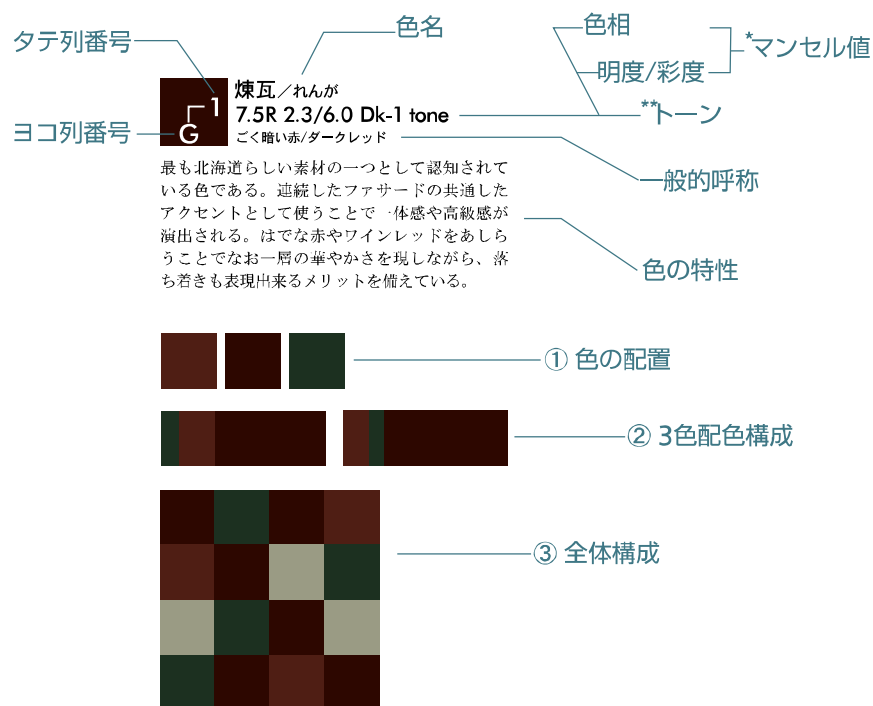 タテ列番号
色名
色相
*マンセル値
明度/彩度
煉瓦／れんが
1
7.5R 2.3/6.0 Dk-1 tone
**トーン
G
ヨコ列番号
ごく暗い赤/ダークレッド
一般的呼称
最も北海道らしい素材の一つとして認知されて
いる色である。連続したファサードの共通した
アクセントとして使うことで一体感や高級感が
演出される。はでな赤やワインレッドをあしら
うことでなお一層の華やかさを現しながら、落
ち着きも表現出来るメリットを備えている。
色の特性
① 色の配置
② 3色配色構成
③ 全体構成